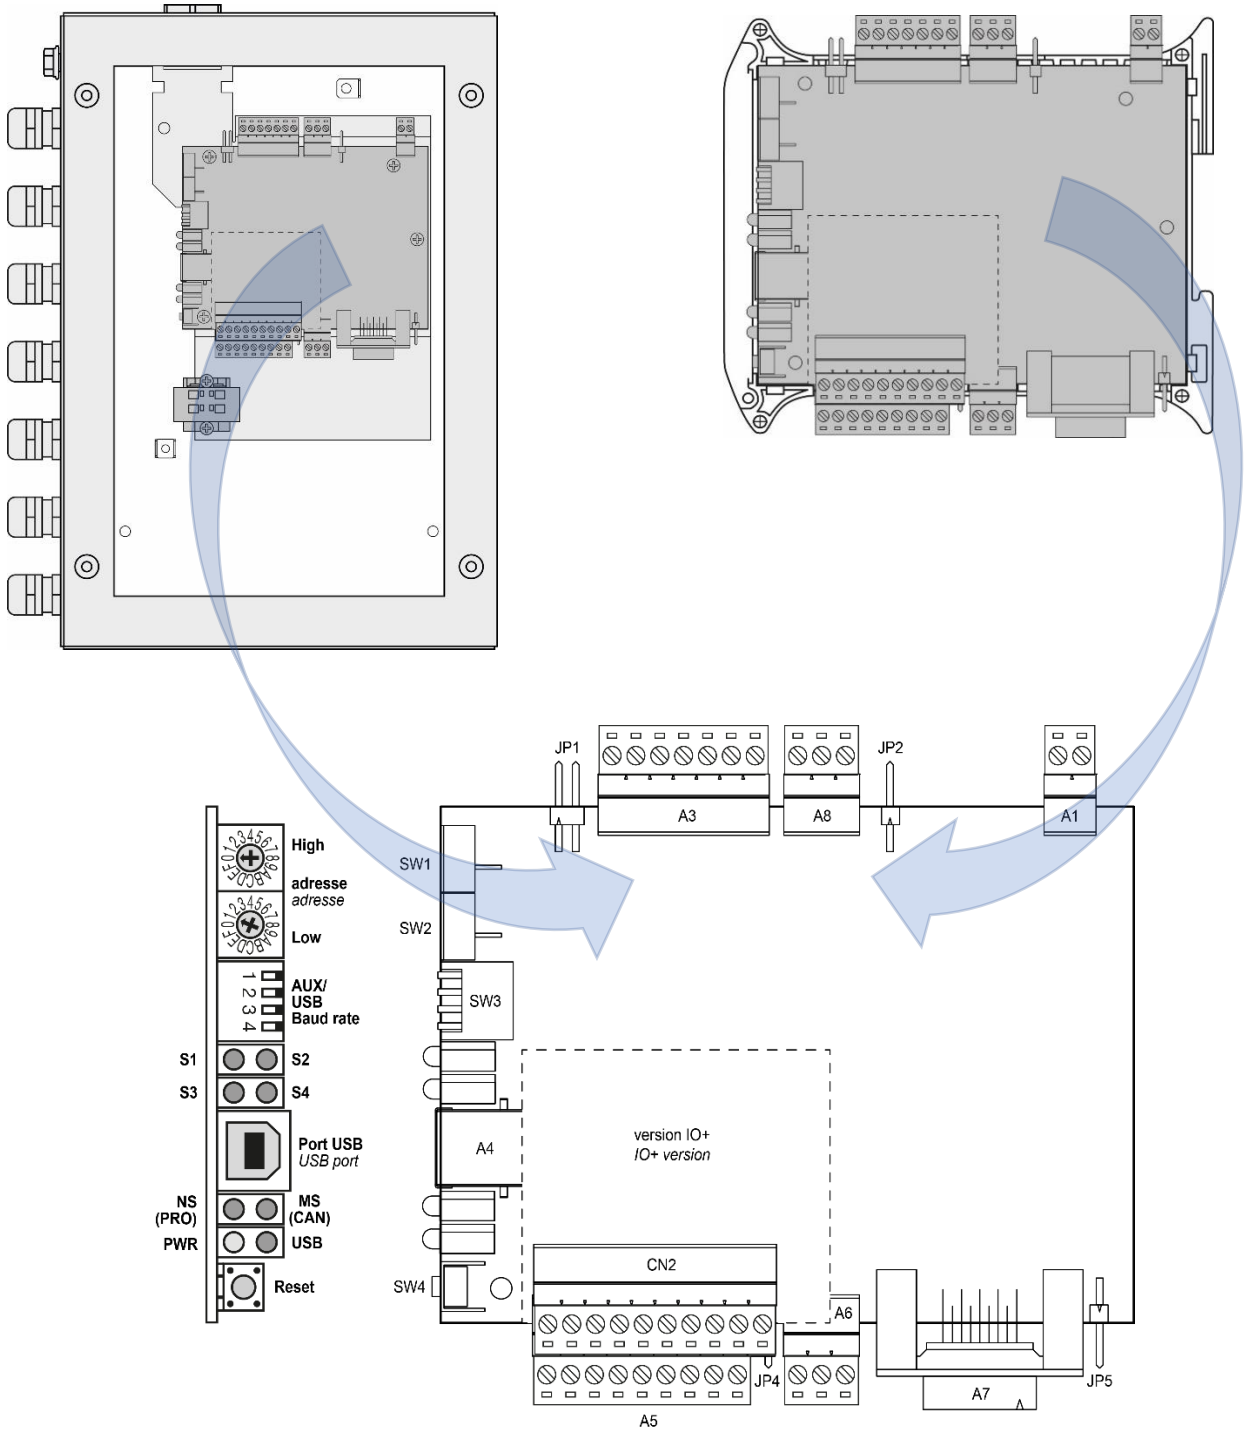 JP1
JP2
A3
A8
A1
High
0123456789ABCDEF
adresse
adresse
0123456789ABCDEF
Low
SW1
SW2
1
2
3
4
AUX/
USB
Baud rate
SW3
S1
S2
S3
S4
Port USB
USB port
A4
version IO+
IO+ version
NS
(PRO)
MS
(CAN)
PWR
USB
Reset
SW4
CN2
A6
JP4
A5
A7
JP5